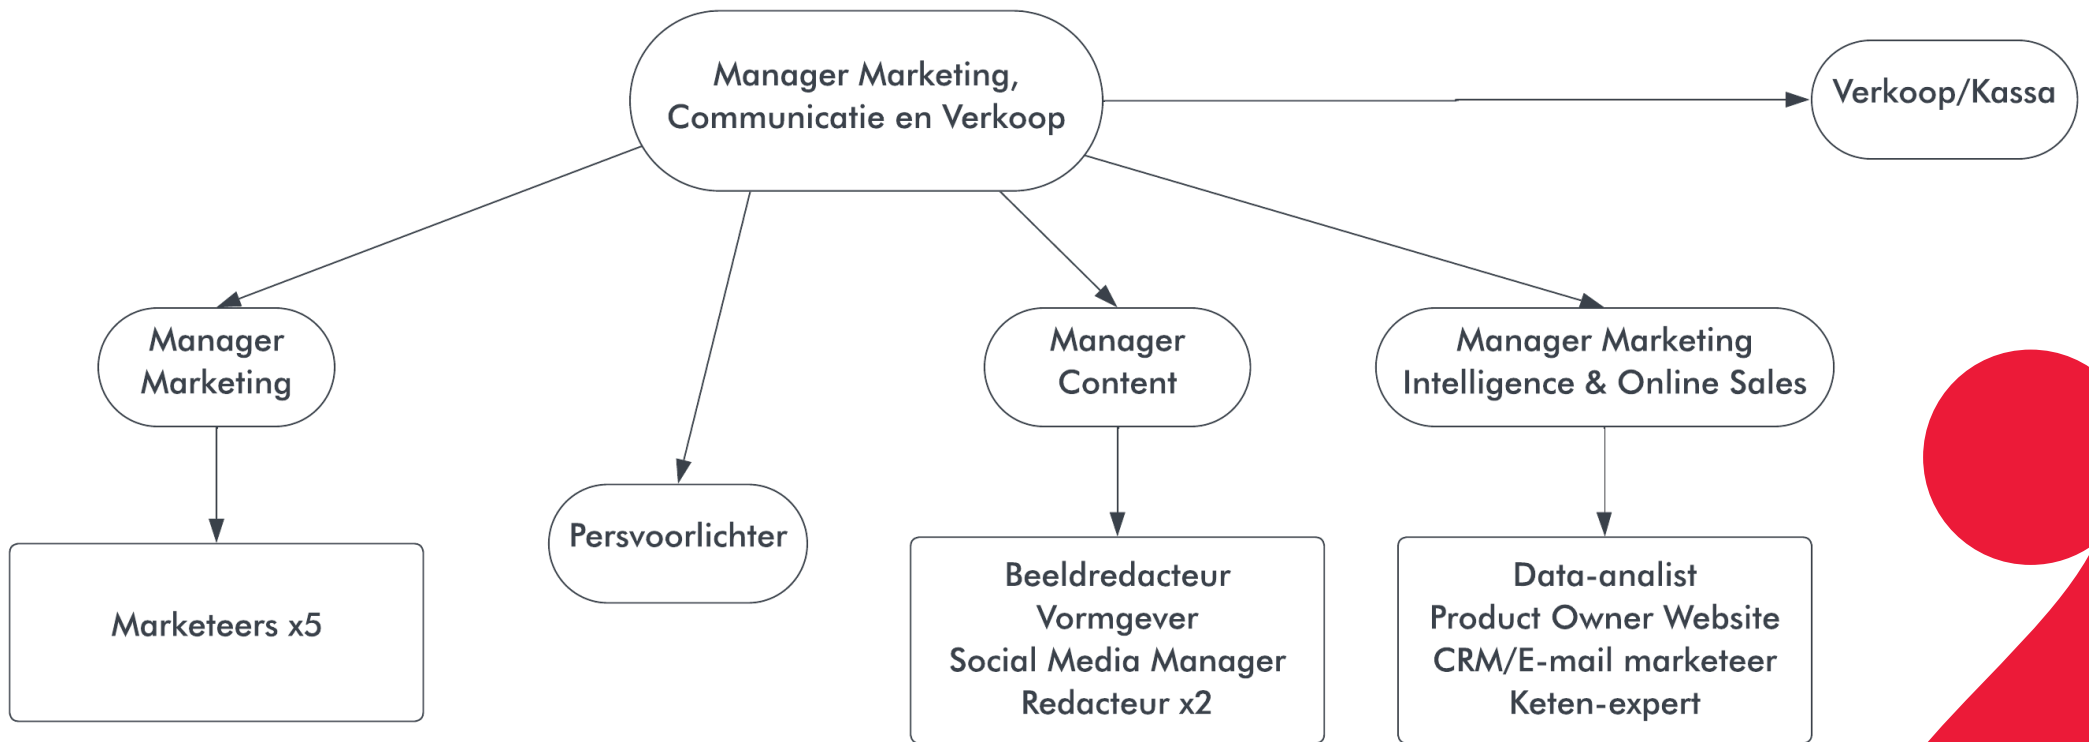 Manager Marketing,
Communicatie en Verkoop
Verkoop/Kassa
Manager
Marketing
Manager
Content
Manager Marketing
Intelligence & Online Sales
Persvoorlichter
Marketeers x5
Beeldredacteur
Vormgever
Social Media Manager
Redacteur x2
Data-analist
Product Owner Website
CRM/E-mail marketeer
Keten-expert